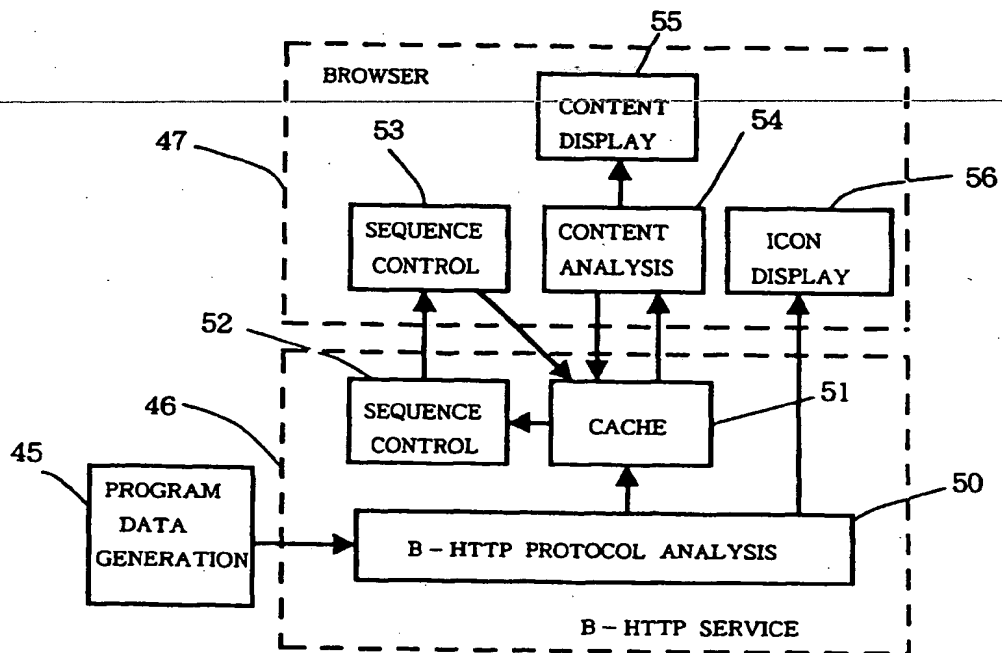 55
BROWSER
CONTENT
DISPLAY
54
53
47
56
SEQUENCE
CONTROL
CONTENT
ANALYSIS
ICON
DISPLAY
52
46
SEQUENCE
CONTROL
CACHE
51
45
PROGRAM
DATA
GENERATION
50
B-HTTP PROTOCOL ANALYSIS
B-HTTP SERVICE